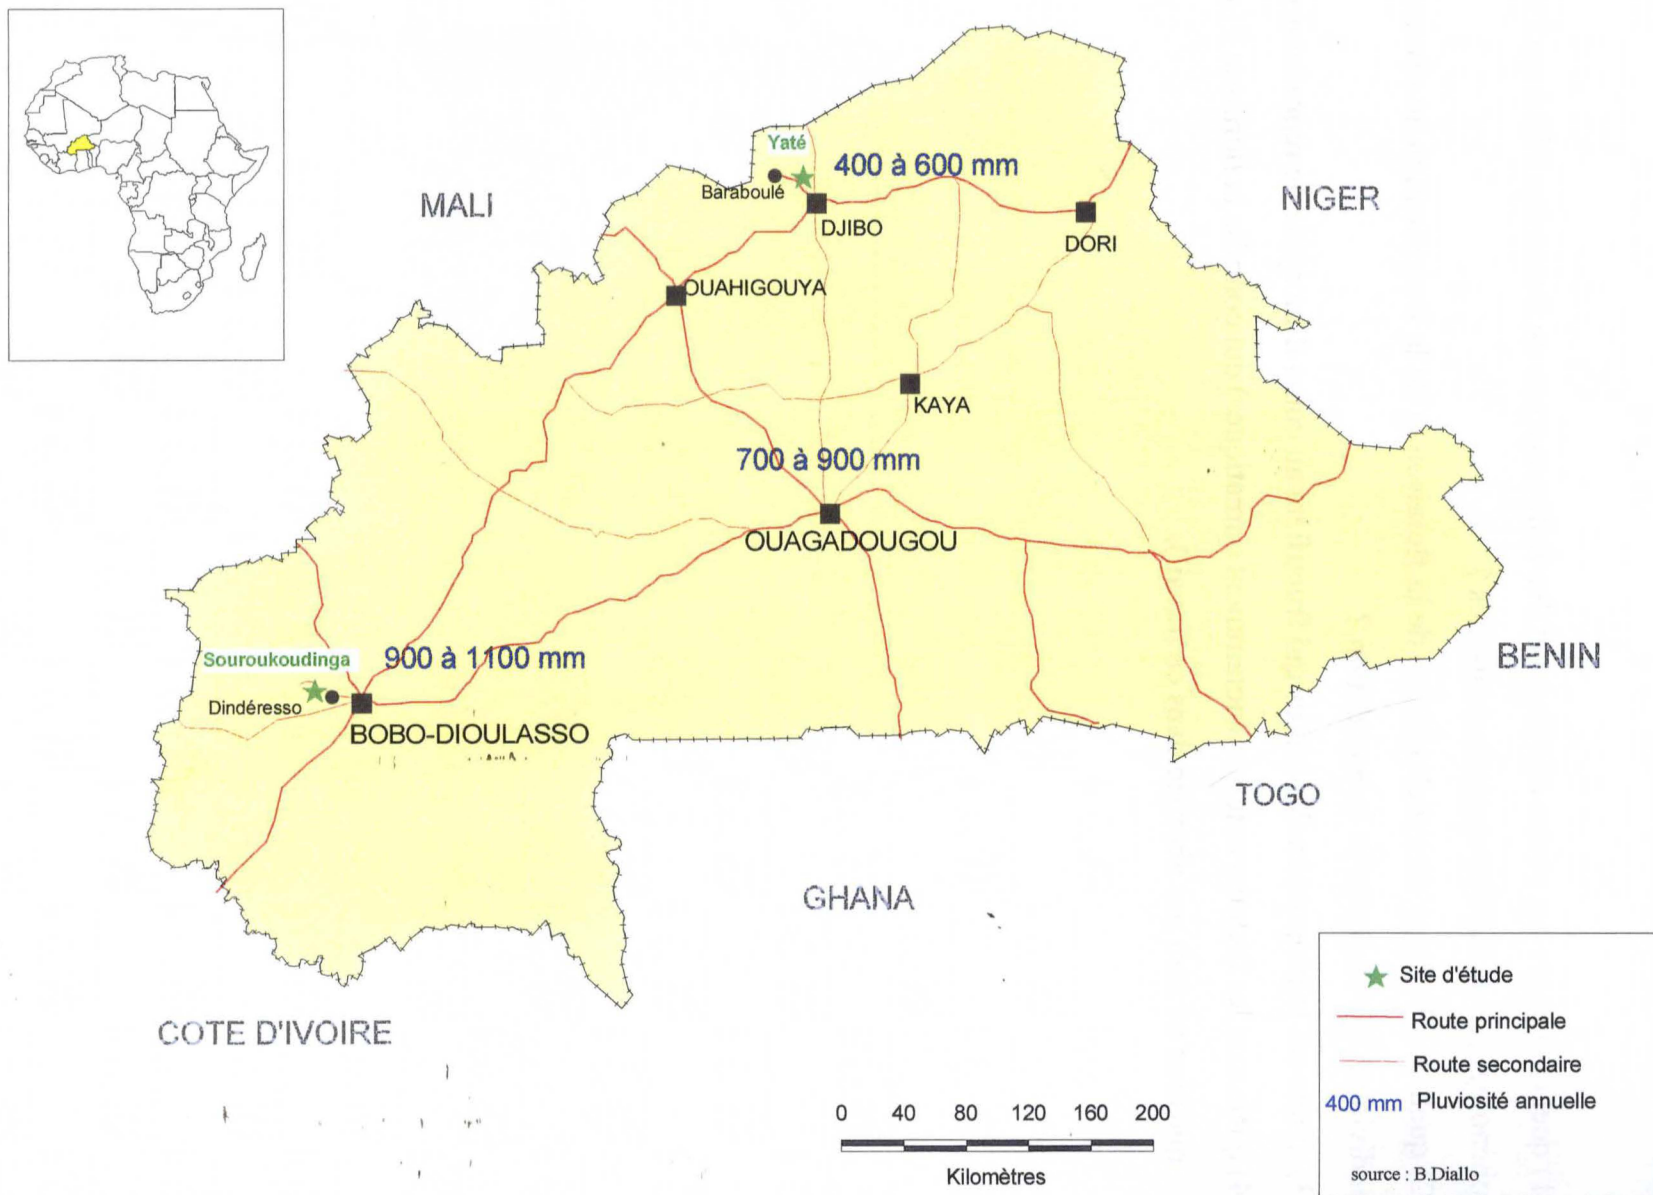 Yaté
400 à 600 mm
Baraboulé
MALI
NIGER
DJIBO
DORI
OUAHIGOUYA
KAYA
700 à 900 mm
OUAGADOUGOU
Souroukoudinga
900 à 1100 mm
BENIN
Dindéresso
BOBO-DIOULASSO
TOGO
GHANA
COTE D'IVOIRE
Site d'étude
Route principale
Route secondaire
400 mm Pluviosité annuelle
source : B.Diallo
0 40 80 120 160 200
Kilomètres